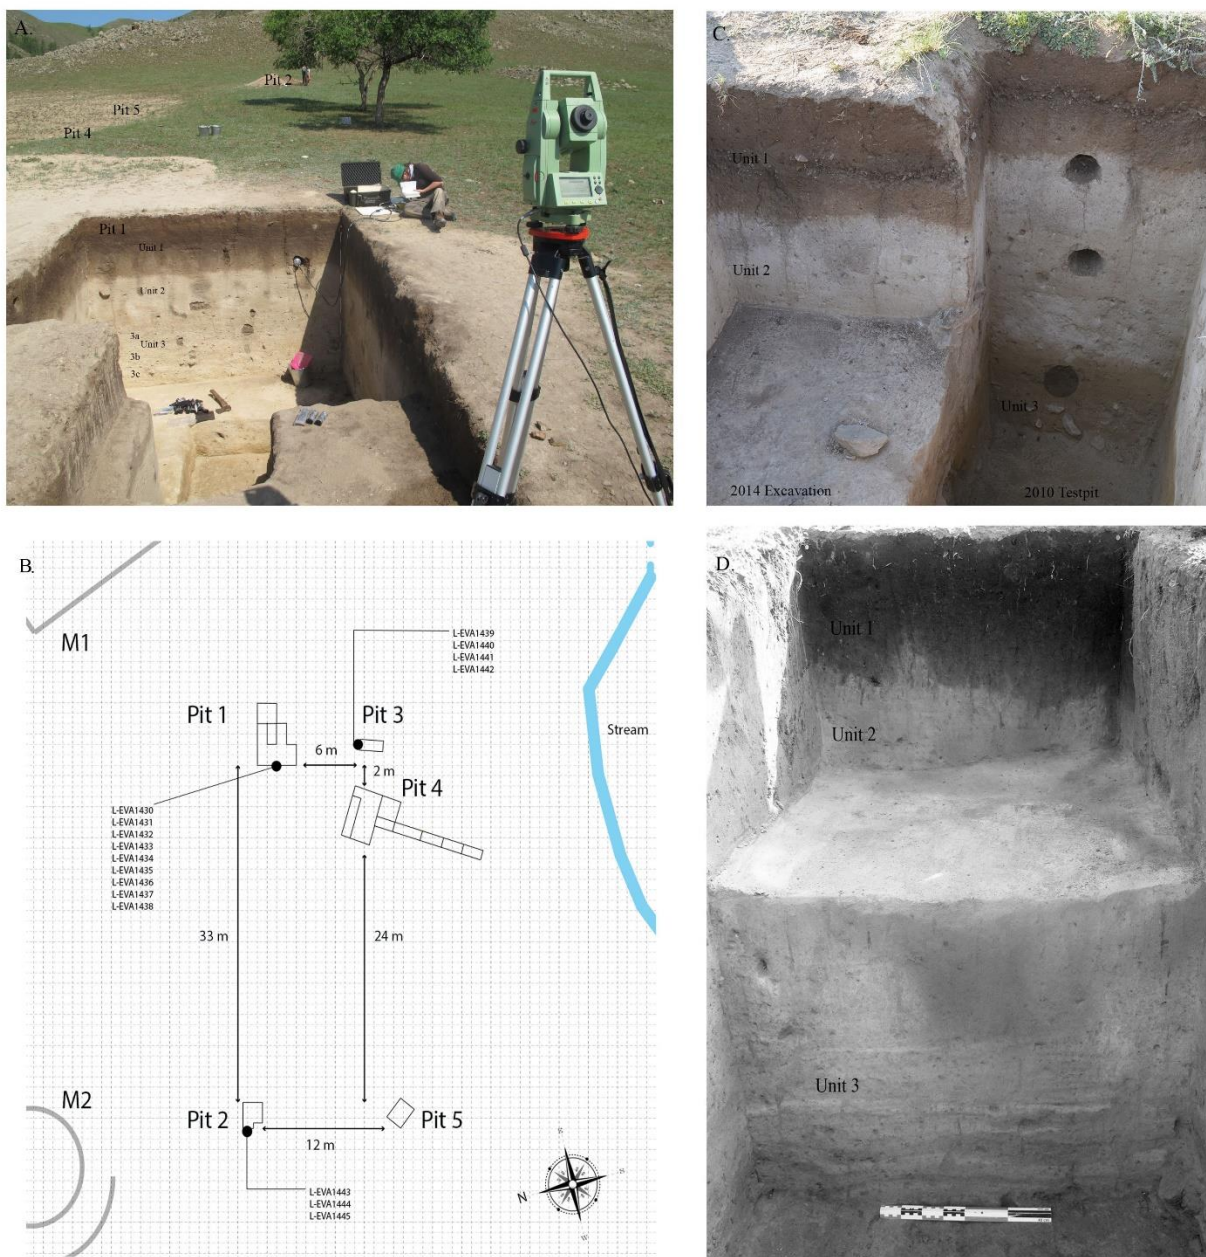 A.
Pit 2
Pit 5
Pit 4
Pit 1
Unit 1
Unit 2
3a
Unit 3
3b
3c
C.
Unit 1
Unit 2
Unit 3
2014 Excavation
2010 Testpit
B.
M1
L-EVA1439
L-EVA1440
L-EVA1441
L-EVA1442
Pit 1
Pit 3
Stream
6 m
2 m
Pit 4
L-EVA1430
L-EVA1431
L-EVA1432
L-EVA1433
L-EVA1434
L-EVA1435
L-EVA1436
L-EVA1437
L-EVA1438
33 m
24 m
M2
Pit 2
Pit 5
12 m
N
L-EVA1443
L-EVA1444
L-EVA1445
D.
Unit 1
Unit 2
Unit 3